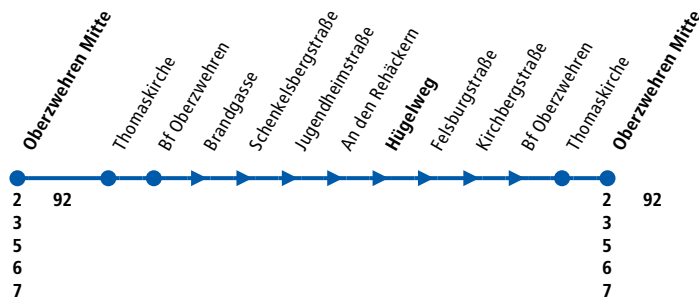 Oberzwehren Mitte
Thomaskirche
Bf Oberzwehren
Brandgasse
Schenkelsbergstraße
Jugendheimstraße
An den Rehäckern
Hügelweg
Felsburgstraße
Kirchbergstraße
Bf Oberzwehren
Thomaskirche
Oberzwehren Mitte
2 92 2 92
3 3
5 5
6 6
7 7